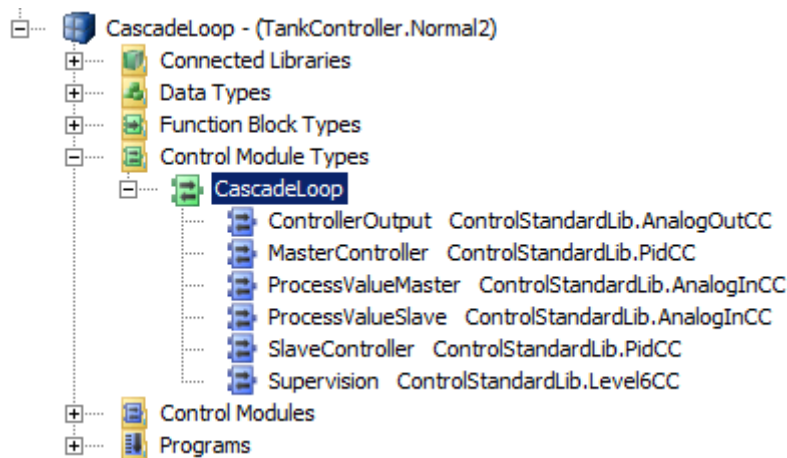 CascadeLoop - (TankController.Normal2)
Connected Libraries
Data Types
Function Block Types
Control Module Types
CascadeLoop
ControllerOutput ControlStandardLib.AnalogOutCC
MasterController ControlStandardLib.PidCC
ProcessValueMaster ControlStandardLib.AnalogInCC
ProcessValueSlave ControlStandardLib.AnalogInCC
SlaveController ControlStandardLib.PidCC
Supervision ControlStandardLib.Level6CC
Control Modules
Programs